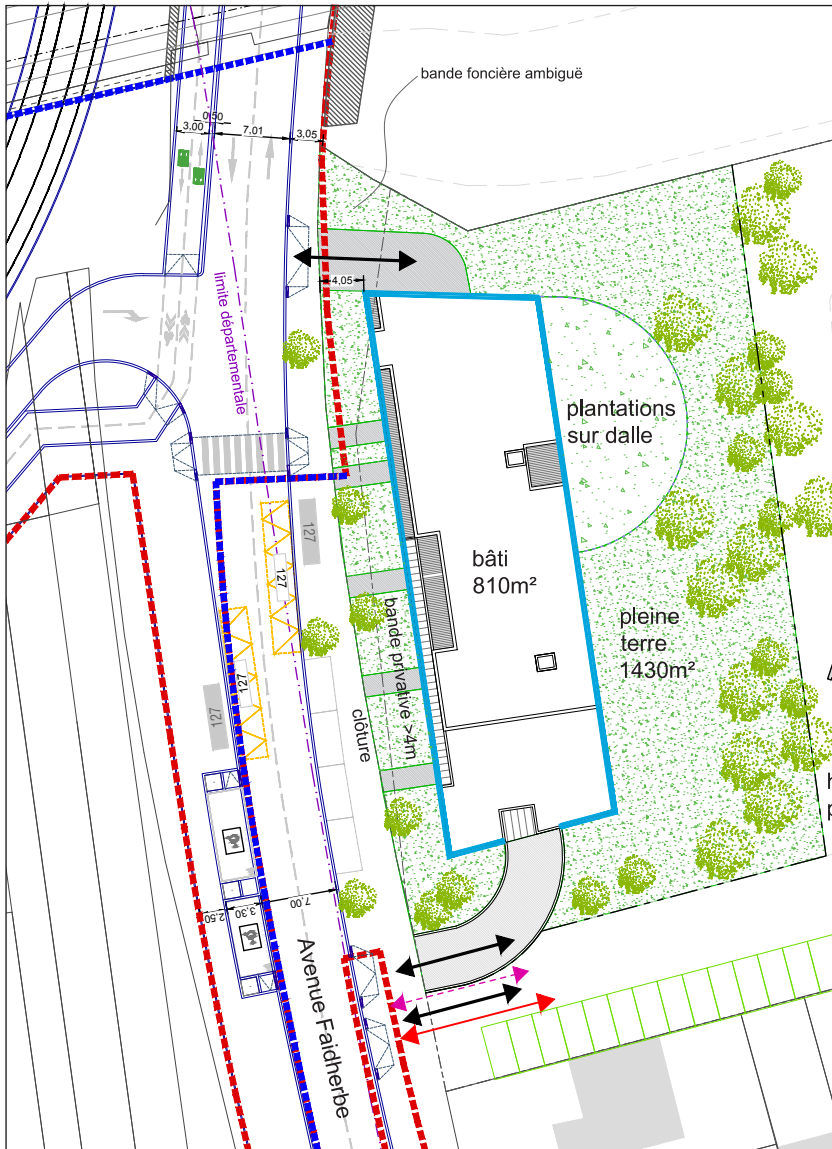 bande foncière ambiguë
0.50
3.00
7.01
3.05
4.05
limite départementale
plantations
sur dalle
bâti
810m²
pleine
terre
1430m²
127
127
127
127
bande privative >4m
clôture
2.50
3.30
7.00
Avenue Faidherbe
h
p